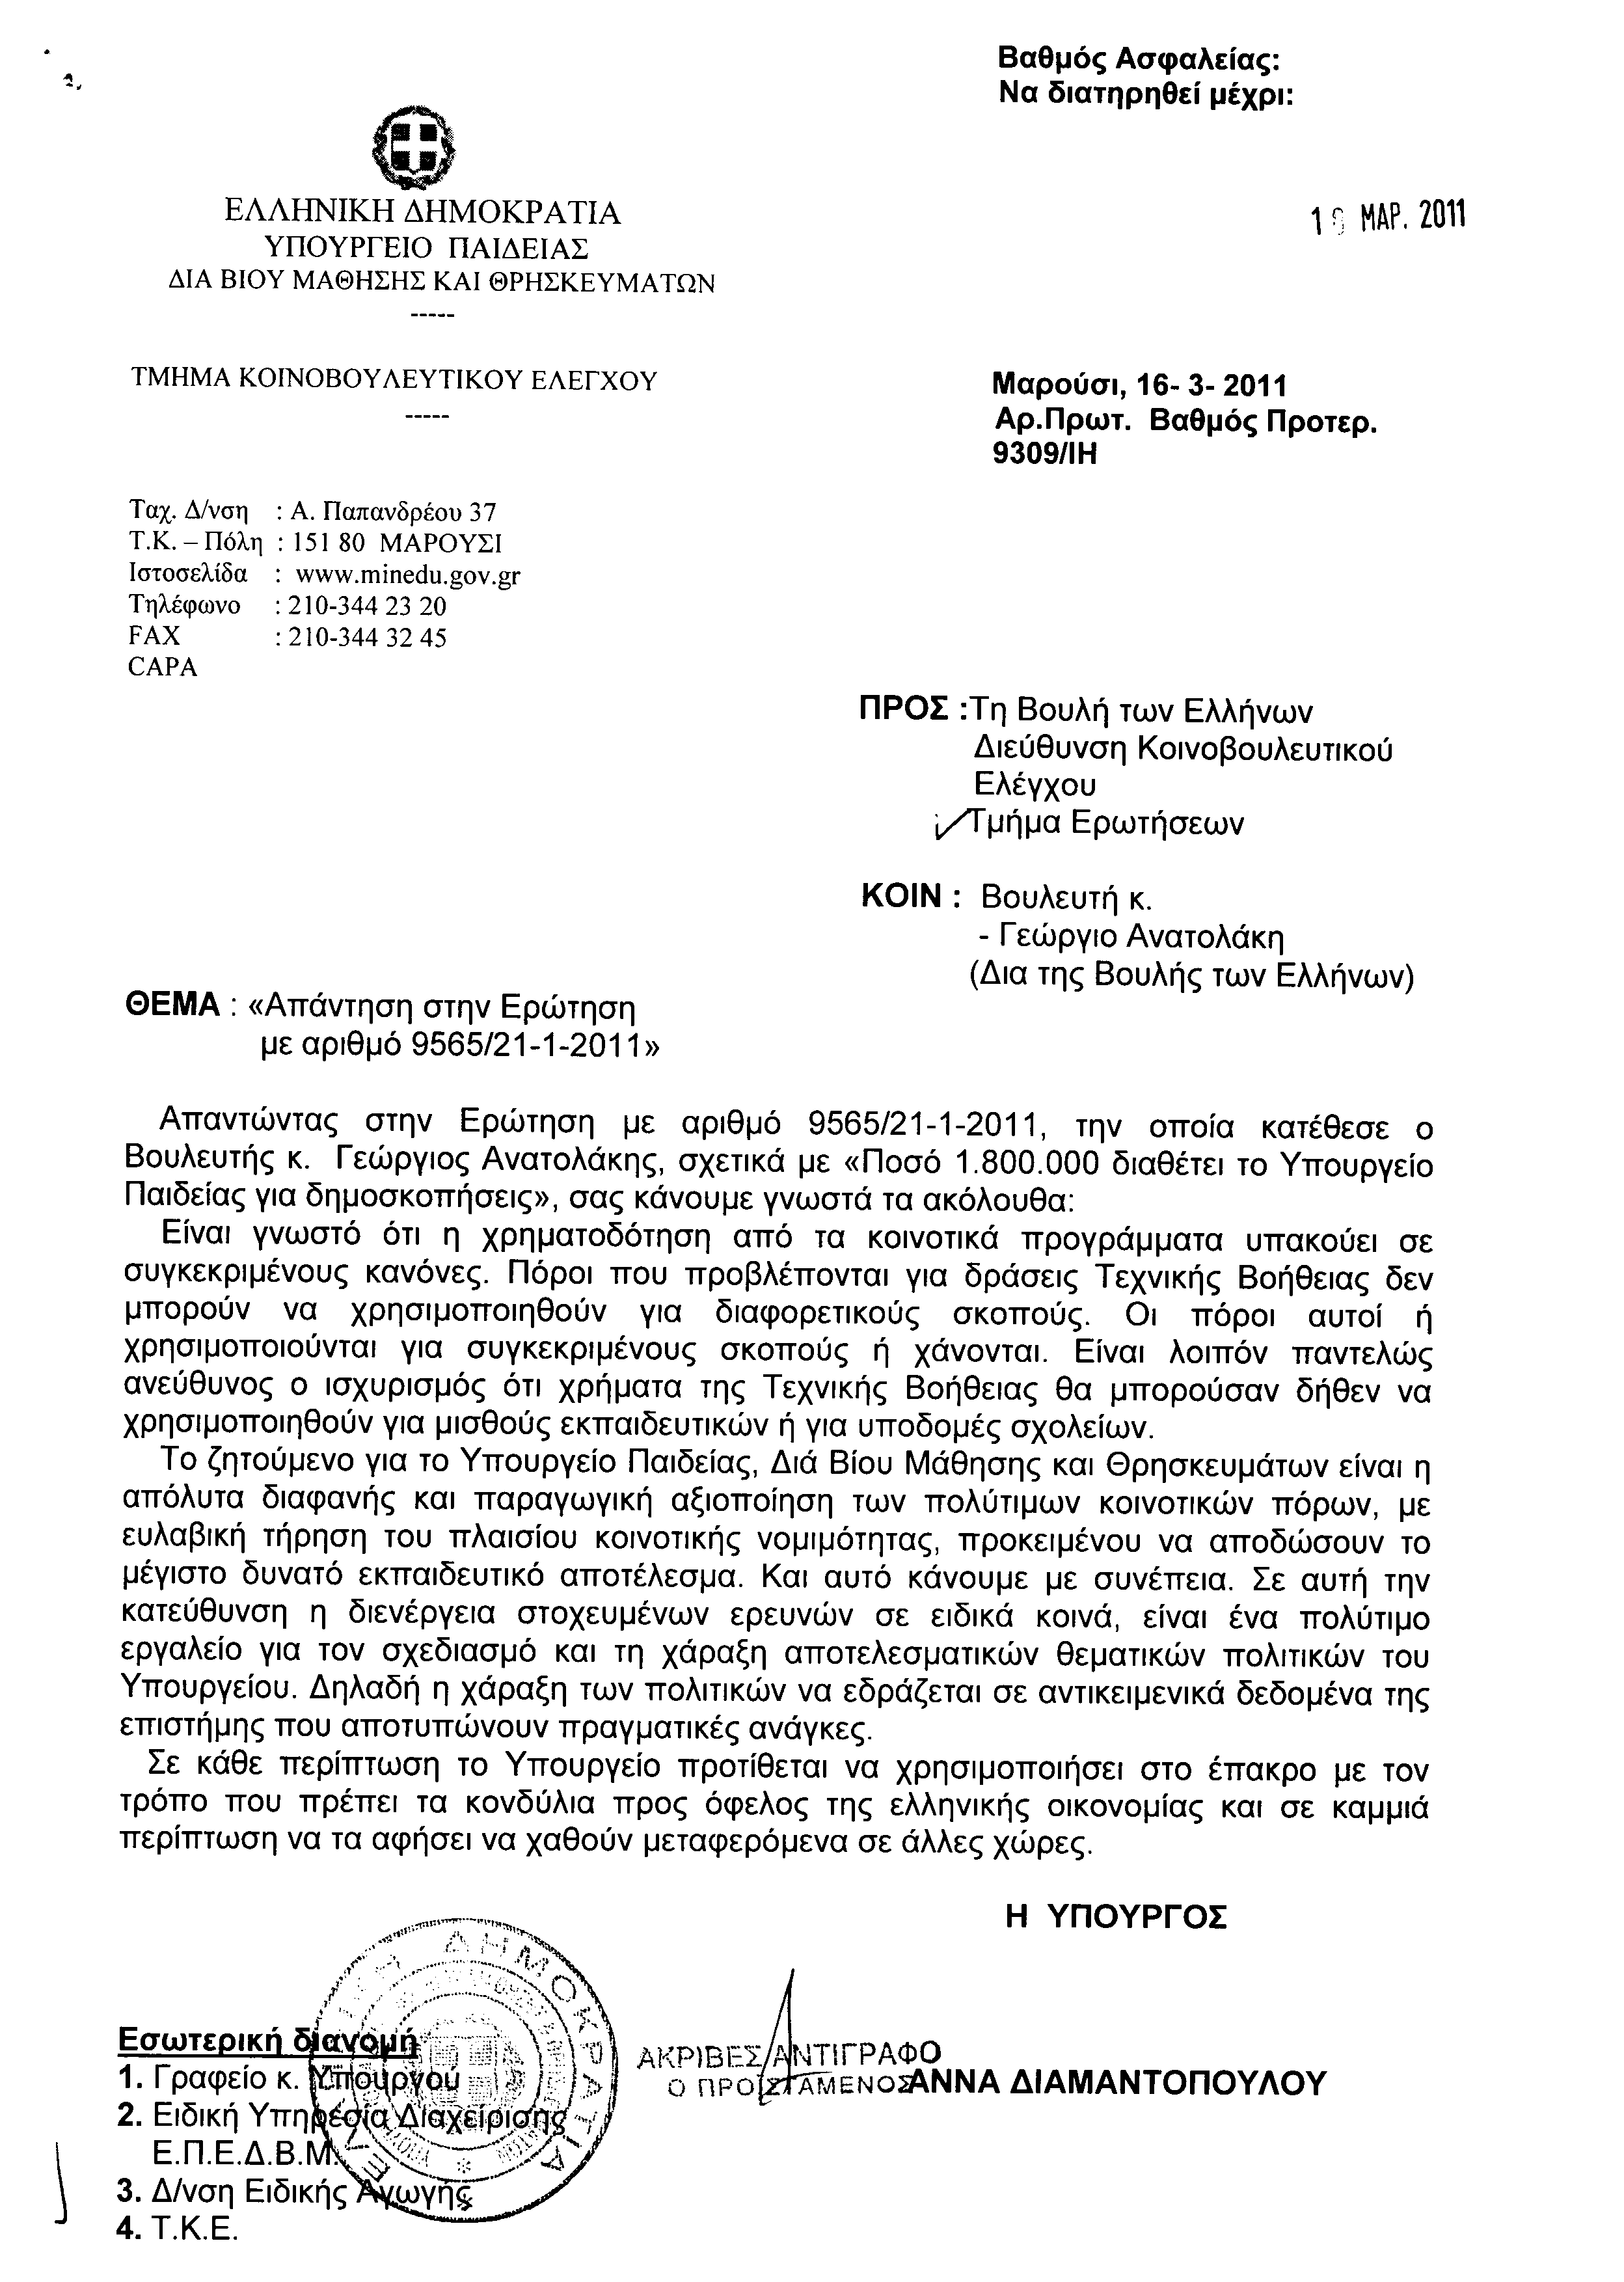 Βαθμός Ασφαλείας:
Να διατηρηθεί μέχρι:
ΕΛΛΗΝΙΚΗ ΔΗΜΟΚΡΑΤΙΑ
ΥΠΟΥΡΓΕΙΟ ΠΑΙΔΕΙΑΣ
ΔΙΑ ΒΙΟΥ ΜΑΘΗΣΗΣ ΚΑΙ ΘΡΗΣΚΕΥΜΑΤΩΝ
-----
ΜΑΡ. 2011
ΤΜΗΜΑ ΚΟΙΝΟΒΟΥΛΕΥΤΙΚΟΥ ΕΛΕΓΧΟΥ
-----
Μαρούσι, 16- 3- 2011
Αρ.Πρωτ. Βαθμός Προτερ.
9309/ΙΗ
Ταχ. Δ/νση : Α. Παπανδρέου 37
Τ.Κ. – Πόλη : 151 80 ΜΑΡΟΥΣΙ
Ιστοσελίδα : www.minedu.gov.gr
Τηλέφωνο : 210-344 23 20
FAX : 210-344 32 45
CAPA
ΠΡΟΣ :Τη Βουλή των Ελλήνων
Διεύθυνση Κοινοβουλευτικού
Ελέγχου
Τμήμα Ερωτήσεων
ΚΟΙΝ : Βουλευτή κ.
- Γεώργιο Ανατολάκη
(Δια της Βουλής των Ελλήνων)
ΘΕΜΑ : «Απάντηση στην Ερώτηση
με αριθμό 9565/21-1-2011»
Απαντώντας στην Ερώτηση με αριθμό 9565/21-1-2011, την οποία κατέθεσε ο
Βουλευτής κ. Γεώργιος Ανατολάκης, σχετικά με «Ποσό 1.800.000 διαθέτει το Υπουργείο
Παιδείας για δημοσκοπήσεις», σας κάνουμε γνωστά τα ακόλουθα:
Είναι γνωστό ότι η χρηματοδότηση από τα κοινοτικά προγράμματα υπακούει σε
συγκεκριμένους κανόνες. Πόροι που προβλέπονται για δράσεις Τεχνικής Βοήθειας δεν
μπορούν να χρησιμοποιηθούν για διαφορετικούς σκοπούς. Οι πόροι αυτοί ή
χρησιμοποιούνται για συγκεκριμένους σκοπούς ή χάνονται. Είναι λοιπόν παντελώς
ανεύθυνος ο ισχυρισμός ότι χρήματα της Τεχνικής Βοήθειας θα μπορούσαν δήθεν να
χρησιμοποιηθούν για μισθούς εκπαιδευτικών ή για υποδομές σχολείων.
Το ζητούμενο για το Υπουργείο Παιδείας, Διά Βίου Μάθησης και Θρησκευμάτων είναι η
απόλυτα διαφανής και παραγωγική αξιοποίηση των πολύτιμων κοινοτικών πόρων, με
ευλαβική τήρηση του πλαισίου κοινοτικής νομιμότητας, προκειμένου να αποδώσουν το
μέγιστο δυνατό εκπαιδευτικό αποτέλεσμα. Και αυτό κάνουμε με συνέπεια. Σε αυτή την
κατεύθυνση η διενέργεια στοχευμένων ερευνών σε ειδικά κοινά, είναι ένα πολύτιμο
εργαλείο για τον σχεδιασμό και τη χάραξη αποτελεσματικών θεματικών πολιτικών του
Υπουργείου. Δηλαδή η χάραξη των πολιτικών να εδράζεται σε αντικειμενικά δεδομένα της
επιστήμης που αποτυπώνουν πραγματικές ανάγκες.
Σε κάθε περίπτωση το Υπουργείο προτίθεται να χρησιμοποιήσει στο έπακρο με τον
τρόπο που πρέπει τα κονδύλια προς όφελος της ελληνικής οικονομίας και σε καμμιά
περίπτωση να τα αφήσει να χαθούν μεταφερόμενα σε άλλες χώρες.
Η ΥΠΟΥΡΓΟΣ
ΔΗΜΟΚΡΑΤΙΑ
ΑΚΡΙΒΕΣ ΑΝΤΙΓΡΑΦΟ
Ο ΠΡΟΪΣΤΑΜΕΝΟΣ
ΑΝΝΑ ΔΙΑΜΑΝΤΟΠΟΥΛΟΥ
Εσωτερική διανομή
1. Γραφείο κ. Υπουργού
2. Ειδική Υπηρεσία Διαχείρισης
Ε.Π.Ε.Δ.Β.Μ.
3. Δ/νση Ειδικής Αγωγής
4. Τ.Κ.Ε.